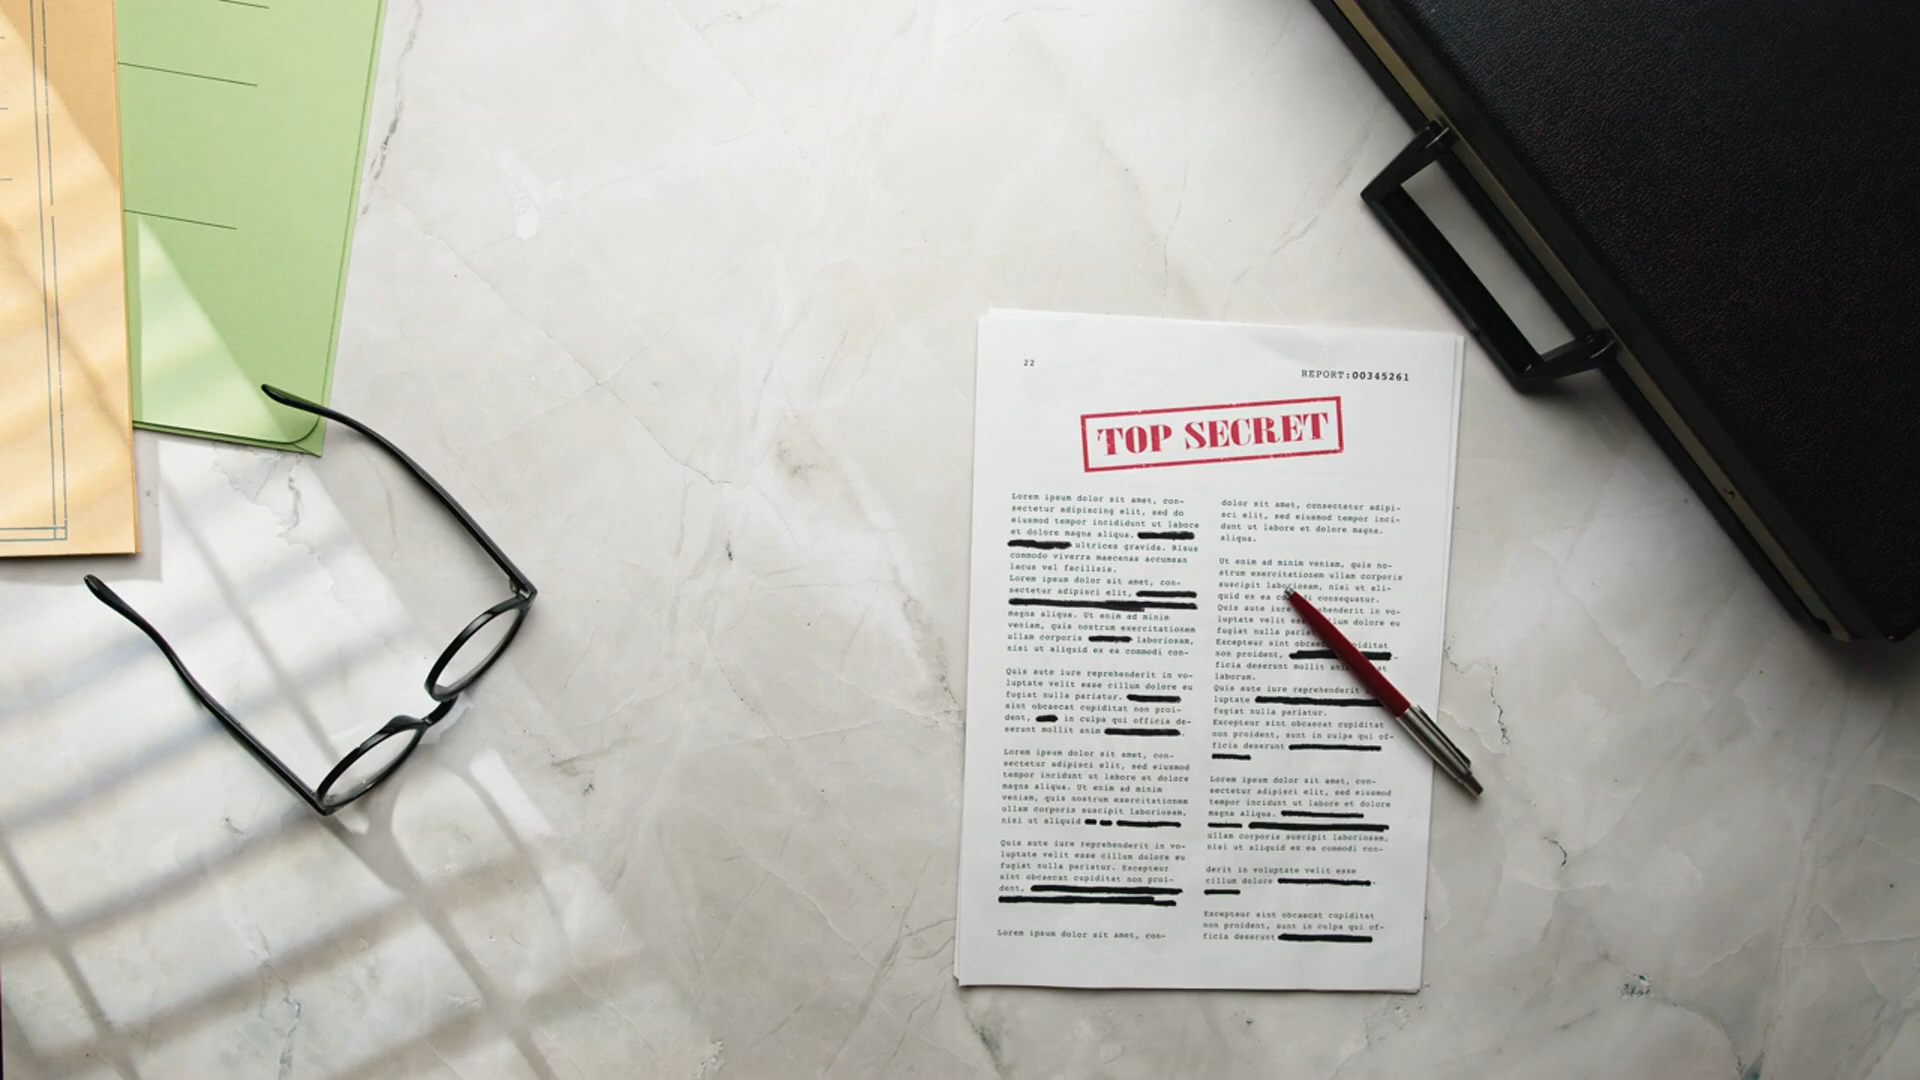 22
REPORT:00345261
TOP SECRET
Lorem ipsum dolor sit amet, con-
sectetur adipiscing elit, sed do
eiusmod tempor incididunt ut labore
et dolore magna aliqua.
ultrices gravida. Risus
commodo viverra maecenas accumsan
lacus vel facilisis.
Lorem ipsum dolor sit amet, con-
sectetur adipisci elit,
magna aliqua. Ut enim ad minim
veniam, quis nostrum exercitationem
ullam corporis laboriosam,
nisi ut aliquid ex ea commodi con-
Quis aute iure reprehenderit in vo-
luptate velit esse cillum dolore eu
fugiat nulla pariatur.
sint obcaecat cupiditat non proi-
dent, in culpa qui officia de-
serunt mollit anim
Lorem ipsum dolor sit amet, con-
sectetur adipisci elit, sed eiusmod
tempor incidunt ut labore et dolore
magna aliqua. Ut enim ad minim
veniam, quis nostrum exercitationem
ullam corporis suscipit laboriosam,
nisi ut aliquid
Quis aute iure reprehenderit in vo-
luptate velit esse cillum dolore eu
fugiat nulla pariatur. Excepteur
sint obcaecat cupiditat non proi-
dent,
Lorem ipsum dolor sit amet, con-
dolor sit amet, consectetur adipi-
sci elit, sed eiusmod tempor inci-
dunt ut labore et dolore magna.
aliqua.
Ut enim ad minim veniam, quis no-
strum exercitationem ullam corporis
suscipit laboriosam, nisi ut ali-
quid ex ea consequatur.
Quis aute iure in vo-
luptate velit dolore eu
fugiat nulla
Excepteur sint cupiditat
non proident,
ficia deserunt mollit
laborum.
Quis aute iure reprehenderit
luptate
fugiat nulla pariatur.
Excepteur sint obcaecat cupiditat
non proident, sunt in culpa qui of-
ficia deserunt
Lorem ipsum dolor sit amet, con-
sectetur adipisci elit, sed eiusmod
tempor incidunt ut labore et dolore
magna aliqua.
ullam corporis suscipit laboriosam,
nisi ut aliquid ex ea commodi con-
derit in voluptate velit esse
cillum dolore
Excepteur sint obcaecat cupiditat
non proident, sunt in culpa qui of-
ficia deserunt